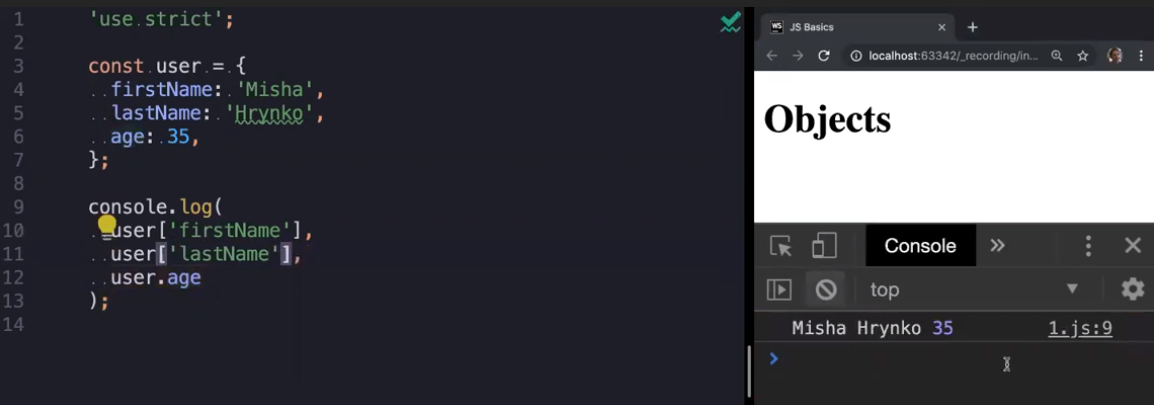 1 'use strict';
2
3 const user = {
4 firstName: 'Misha',
5 lastName: 'Hrynko',
6 age: 35,
7 };
8
9 console.log(
10 user['firstName'],
11 user['lastName'],
12 user.age
13 );
14
JS Basics
localhost:63342/_recording/in...
Objects
Console
top
Misha Hrynko 35 1.js:9